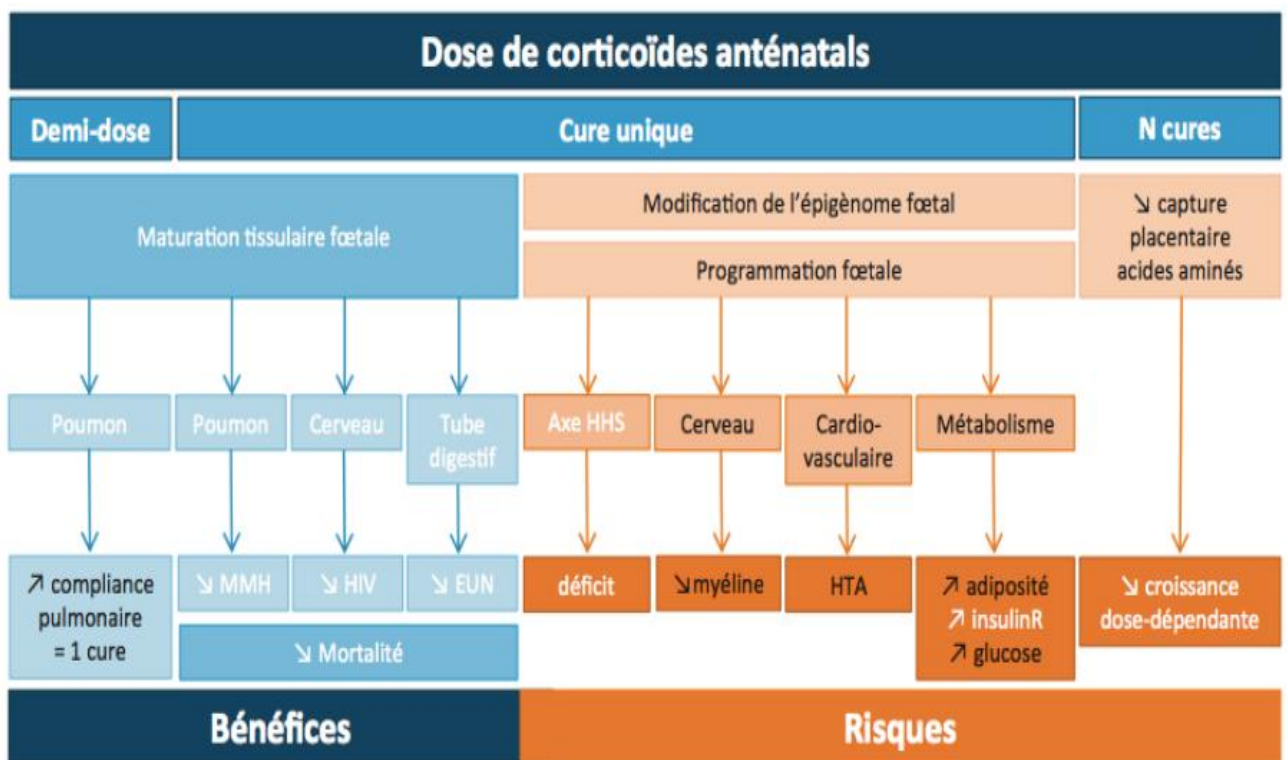 Dose de corticoïdes anténatals
Demi-dose
Cure unique
N cures
Maturation tissulaire fœtale
Modification de l'épigènome fœtal
Programmation fœtale
↘ capture
placentaire
acides aminés
Poumon
Poumon
Cerveau
Tube
digestif
Axe HHS
Cerveau
Cardio-
vasculaire
Métabolisme
↗ compliance
pulmonaire
= 1 cure
↘ MMH
↘ HIV
↘ EUN
↘ Mortalité
déficit
↘myéline
HTA
↗ adiposité
↗ insulinR
↗ glucose
↘ croissance
dose-dépendante
Bénéfices
Risques